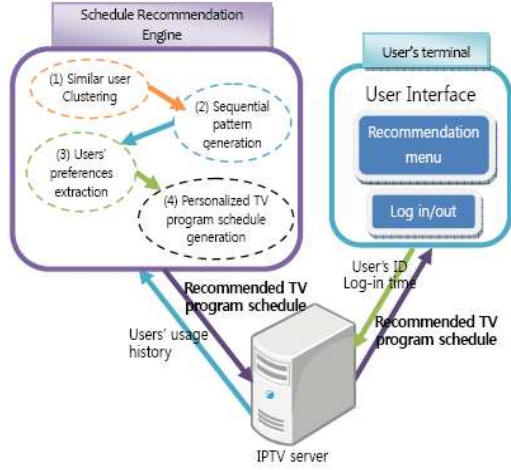 Schedule Recommendation
Engine
(1) Similar user
Clustering
(2) Sequential
pattern
generation
(3) Users'
preferences
extraction
(4) Personalized TV
program schedule
generation
User's terminal
User Interface
Recommendation
menu
Log in/out
User's ID
Log-in time
Recommended TV
program schedule
Users' usage
history
Recommended TV
program schedule
IPTV server